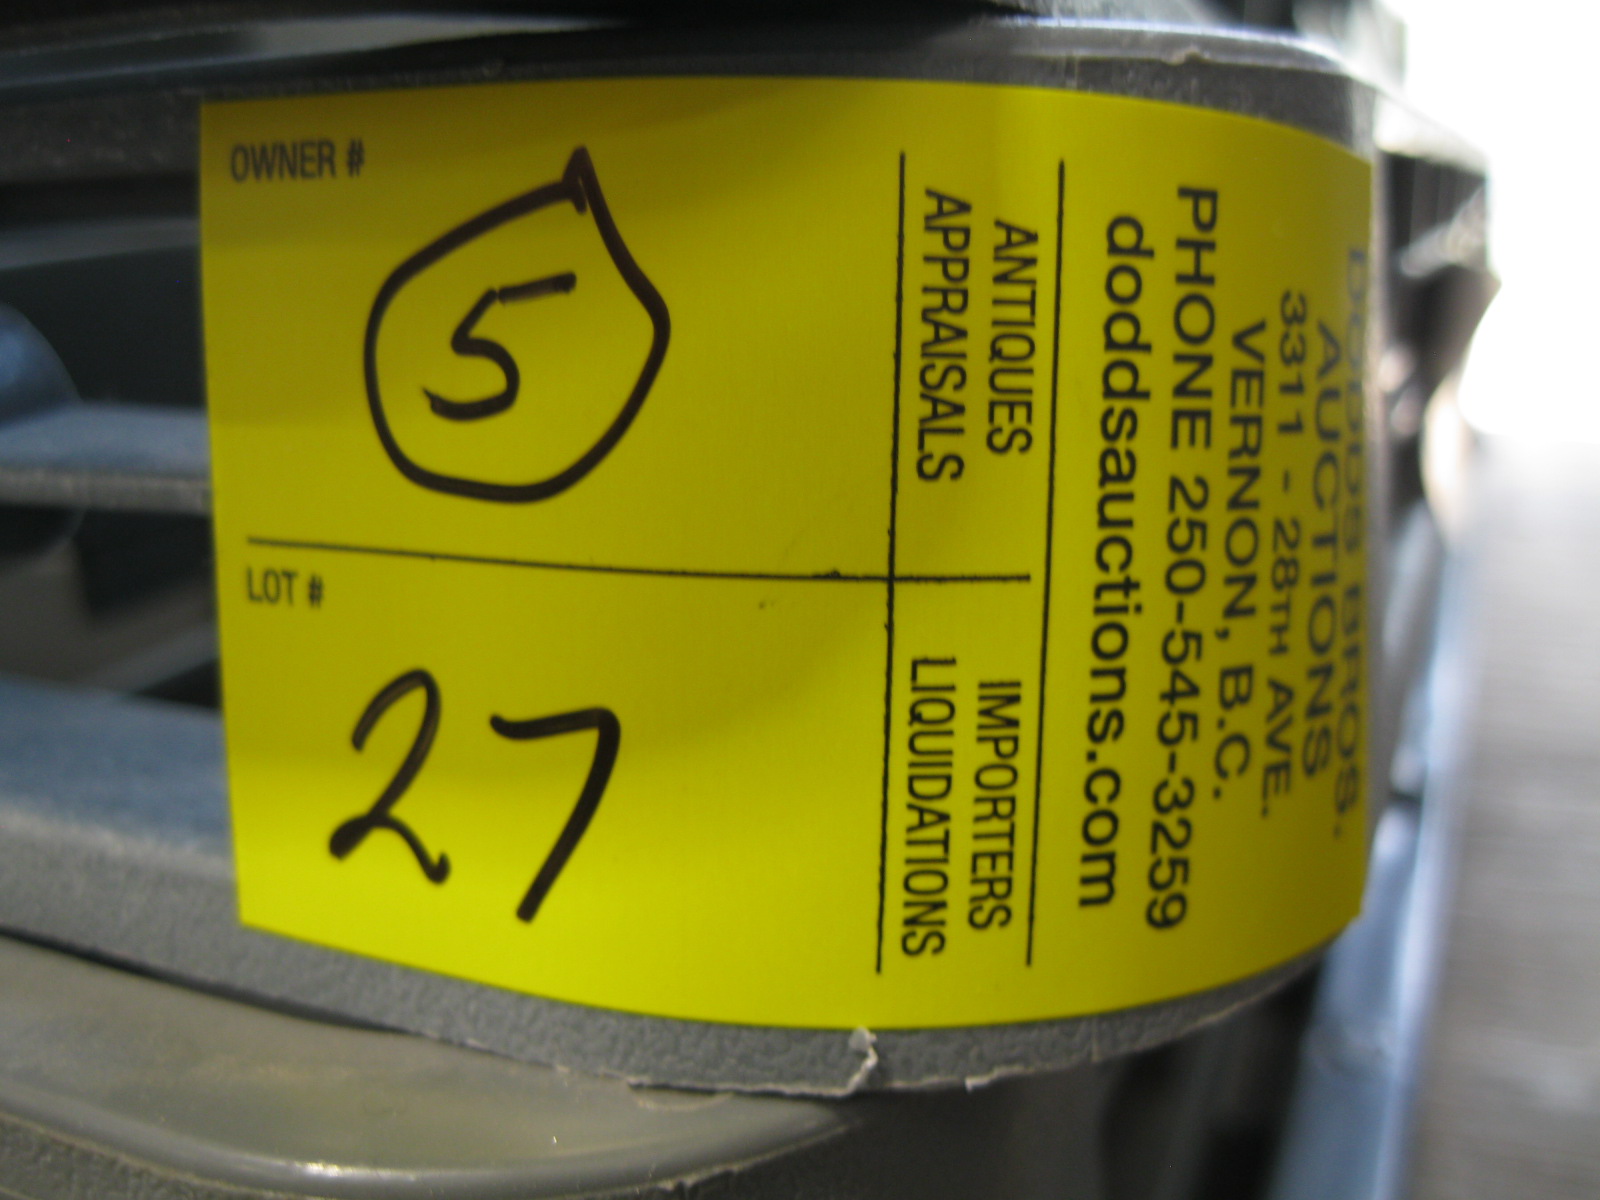 DODDS BROS.
AUCTIONS
3311 - 28TH AVE.
VERNON, B.C.
PHONE 250-545-3259
doddsauctions.com
ANTIQUES
APPRAISALS
IMPORTERS
LIQUIDATIONS
OWNER #
5
LOT #
27